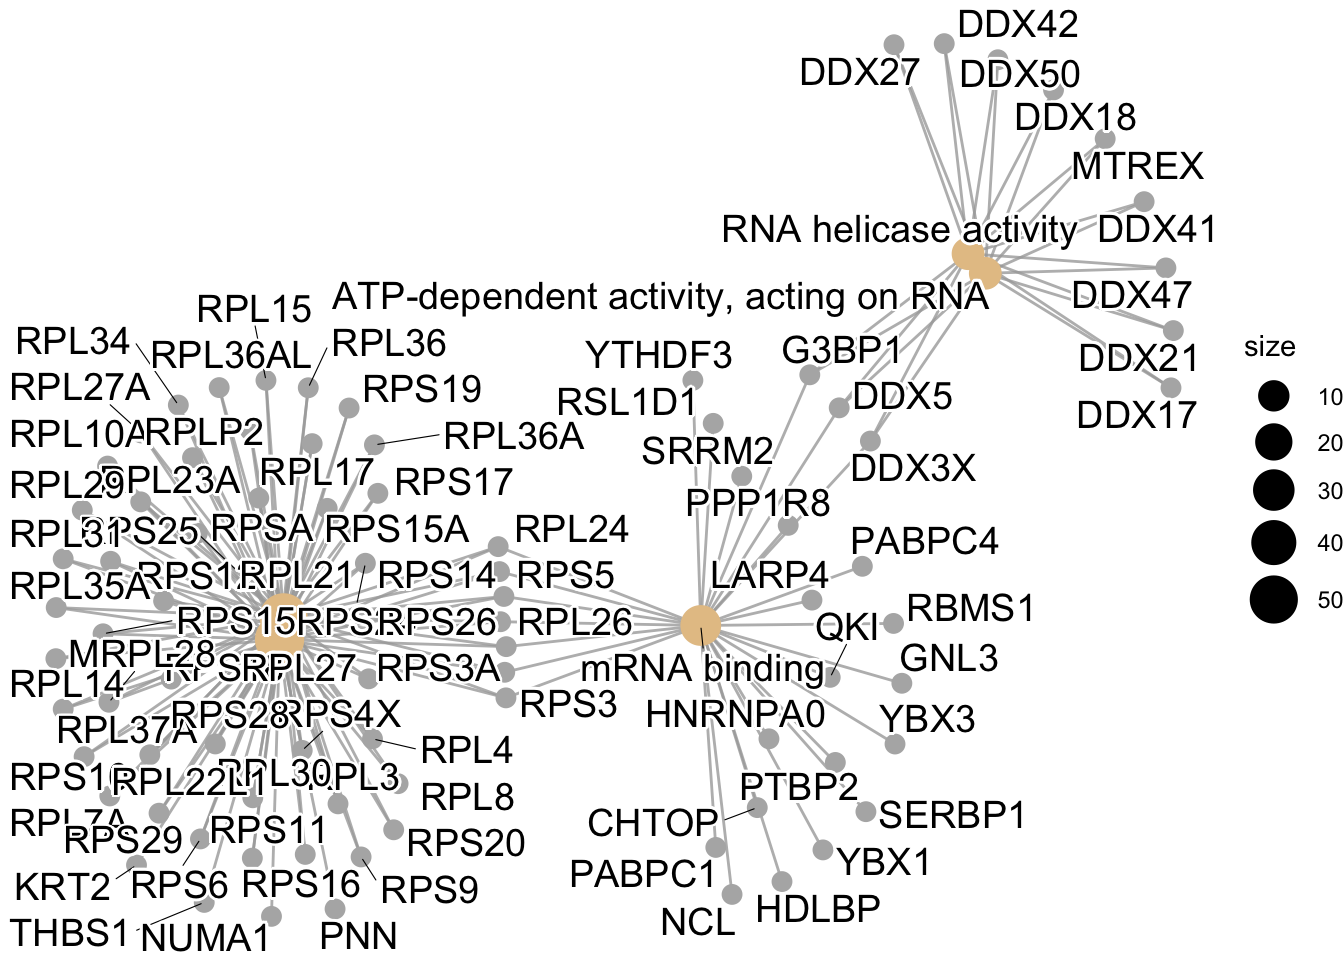 DDX42
DDX27
DDX50
DDX18
MTREX
RNA helicase activity
DDX41
ATP-dependent activity, acting on RNA
DDX47
RPL15
RPL34
RPL36AL
RPL36
YTHDF3
G3BP1
DDX21
size
RPL27A
RPS19
RSL1D1
DDX5
DDX17
10
RPL10A
RPLP2
RPL36A
SRRM2
20
RPL29
RPL23A
RPL17
RPS17
DDX3X
30
PPP1R8
RPL31
RPS25
RPSA
RPS15A
RPL24
PABPC4
40
RPL35A
RPL21
RPS14
RPS5
LARP4
50
RPS15
RPS26
RPL26
QKI
RBMS1
MRPL28
RPL27
RPS3A
mRNA binding
GNL3
RPL14
RPS3
HNRNPA0
YBX3
RPL37A
RPS28
RPS4X
RPL4
RPL22L1
RPL30
RPL3
RPL8
PTBP2
RPL7A
RPS29
RPS11
RPS20
CHTOP
SERBP1
KRT2
RPS6
RPS16
RPS9
PABPC1
YBX1
THBS1
NUMA1
PNN
NCL
HDLBP